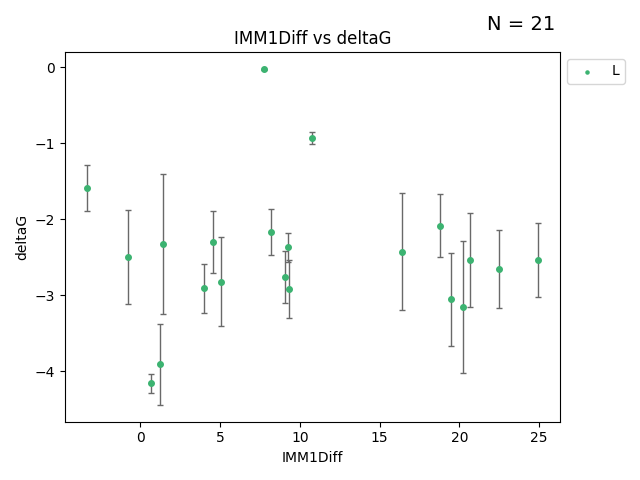 N = 21
IMM1Diff vs deltaG
L
deltaG
0
−1
−2
−3
−4
0 5 10 15 20 25
IMM1Diff